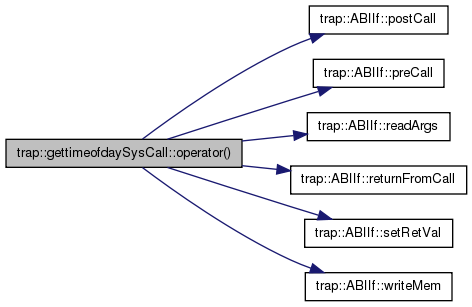 trap::ABIIf::postCall
trap::ABIIf::preCall
trap::ABIIf::readArgs
trap::gettimeofdaySysCall::operator()
trap::ABIIf::returnFromCall
trap::ABIIf::setRetVal
trap::ABIIf::writeMem